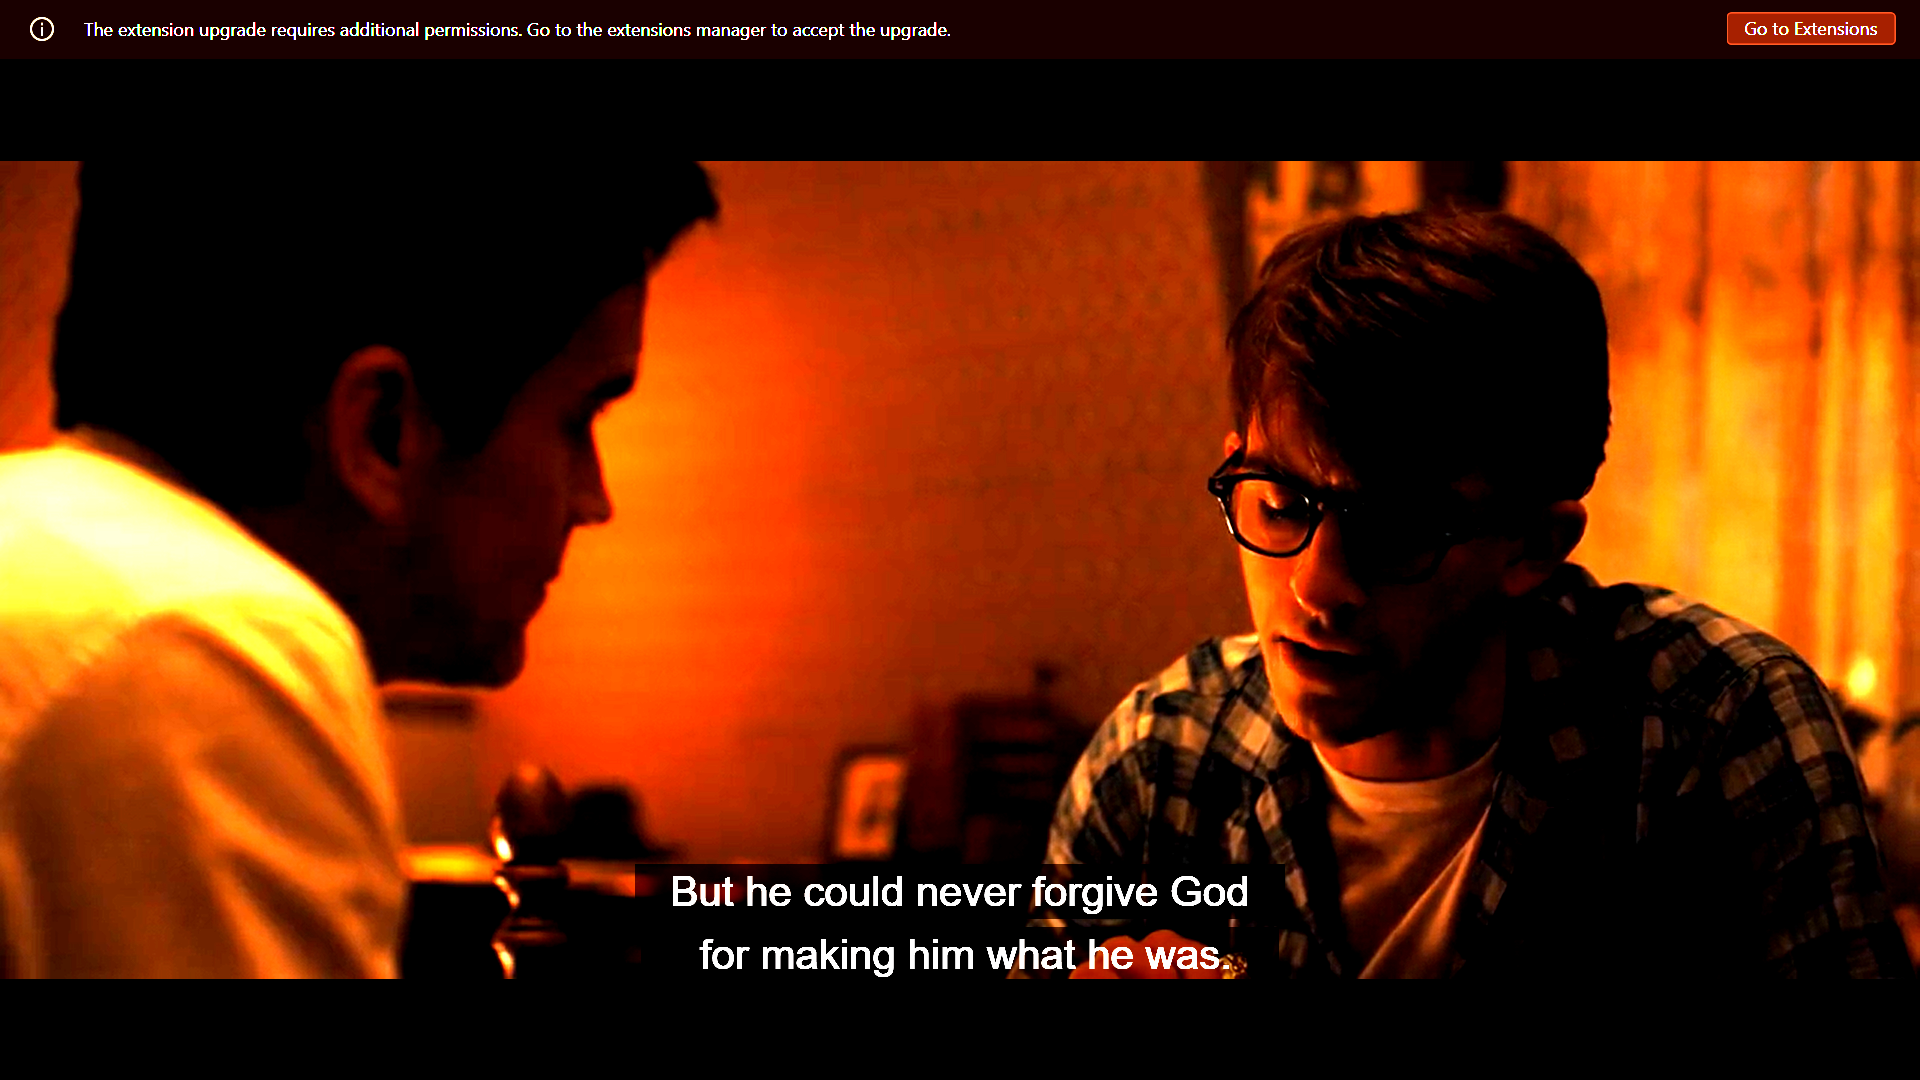 The extension upgrade requires additional permissions. Go to the extensions manager to accept the upgrade.
Go to Extensions
But he could never forgive God
for making him what he was.